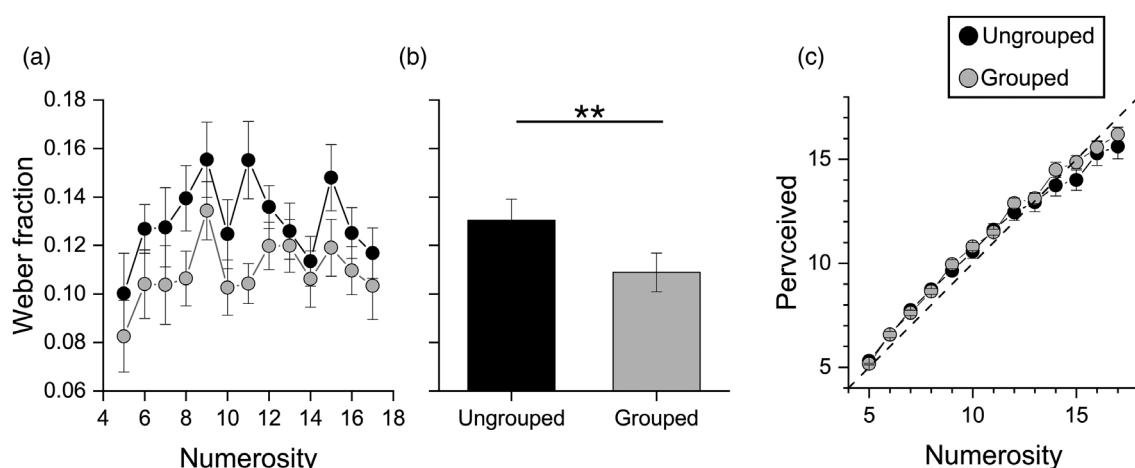 (a)
(b)
(c)
Ungrouped
Grouped
Weber fraction
0.18
0.16
0.14
0.12
0.10
0.08
0.06
4 6 8 10 12 14 16 18
Numerosity
**
Ungrouped Grouped
Pervceived
15
10
5
5 10 15
Numerosity